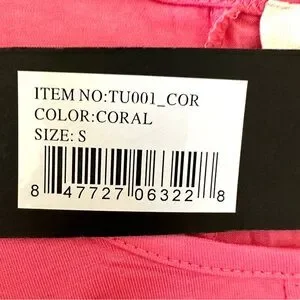 ITEM NO:TU001_COR
COLOR:CORAL
SIZE: S
8 47727 06322 8